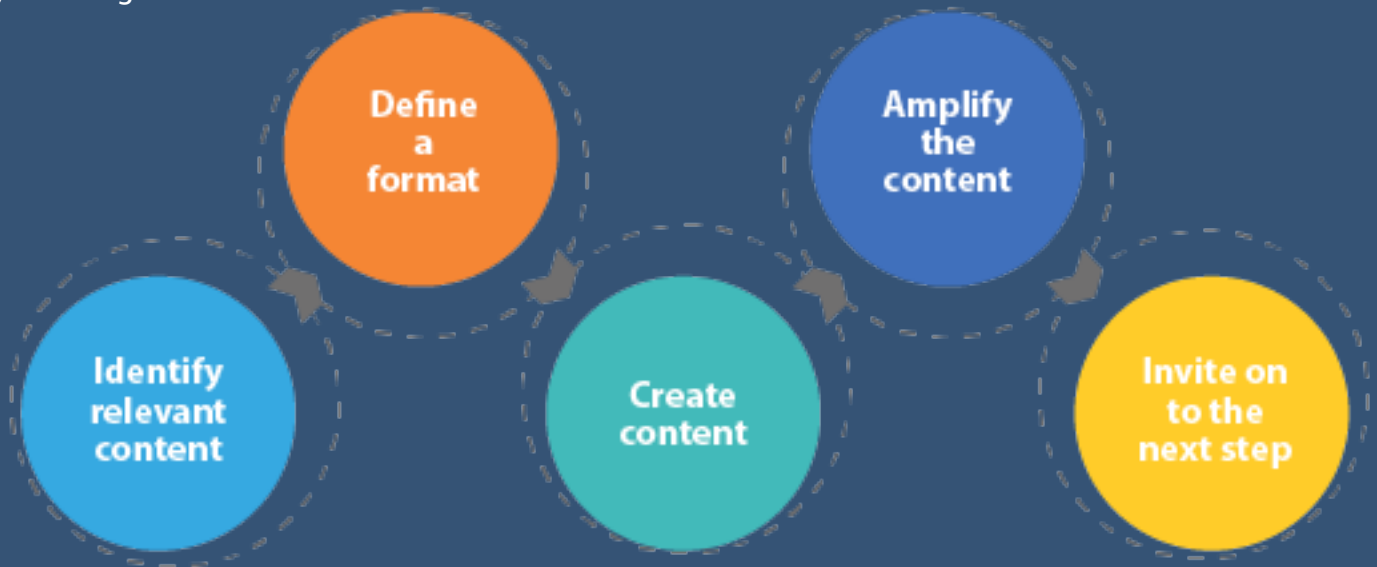 Identify
relevant
content
Define
a
format
Create
content
Amplify
the
content
Invite on
to the
next step